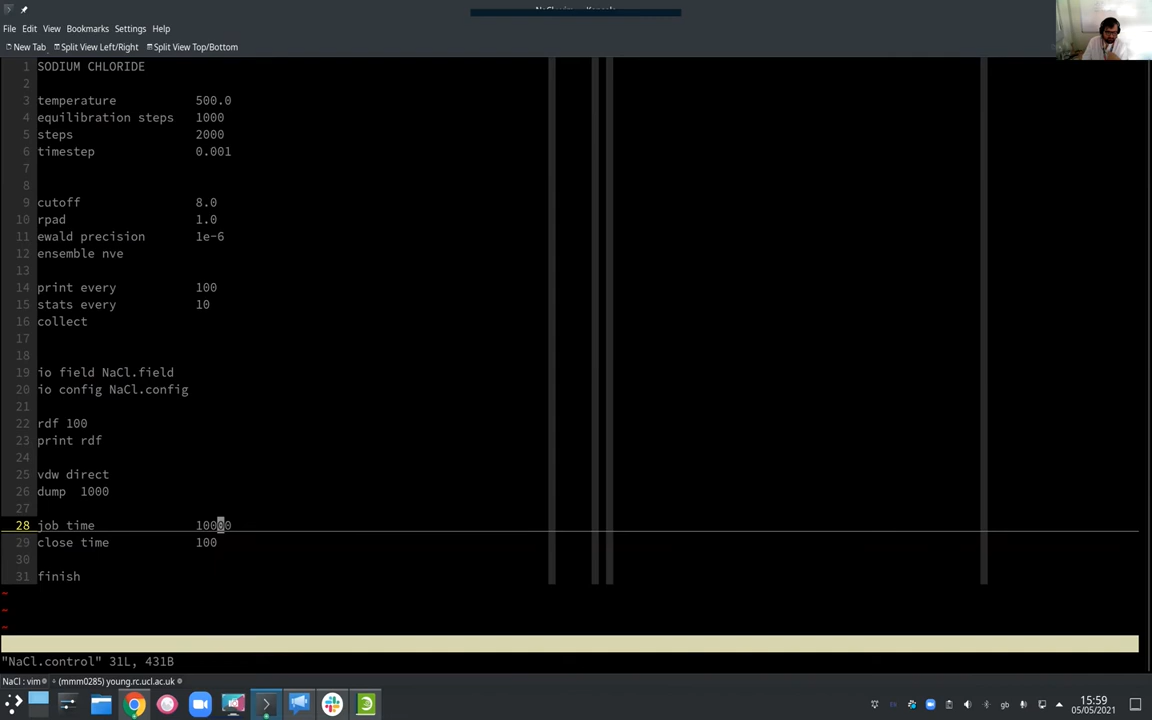 File Edit View Bookmarks Settings Help
New Tab Split View Left/Right Split View Top/Bottom
1 SODIUM CHLORIDE
2
3 temperature 500.0
4 equilibration steps 1000
5 steps 2000
6 timestep 0.001
7
8
9 cutoff 8.0
10 rpad 1.0
11 ewald precision 1e-6
12 ensemble nve
13
14 print every 100
15 stats every 10
16 collect
17
18
19 io field NaCl.field
20 io config NaCl.config
21
22 rdf 100
23 print rdf
24
25 vdw direct
26 dump 1000
27
28 job time 10000
29 close time 100
30
31 finish
~
~
~
"NaCl.control" 31L, 431B
NaCl : vim (mmm0285) young.rc.ucl.ac.uk
gb
15:59
05/05/2021